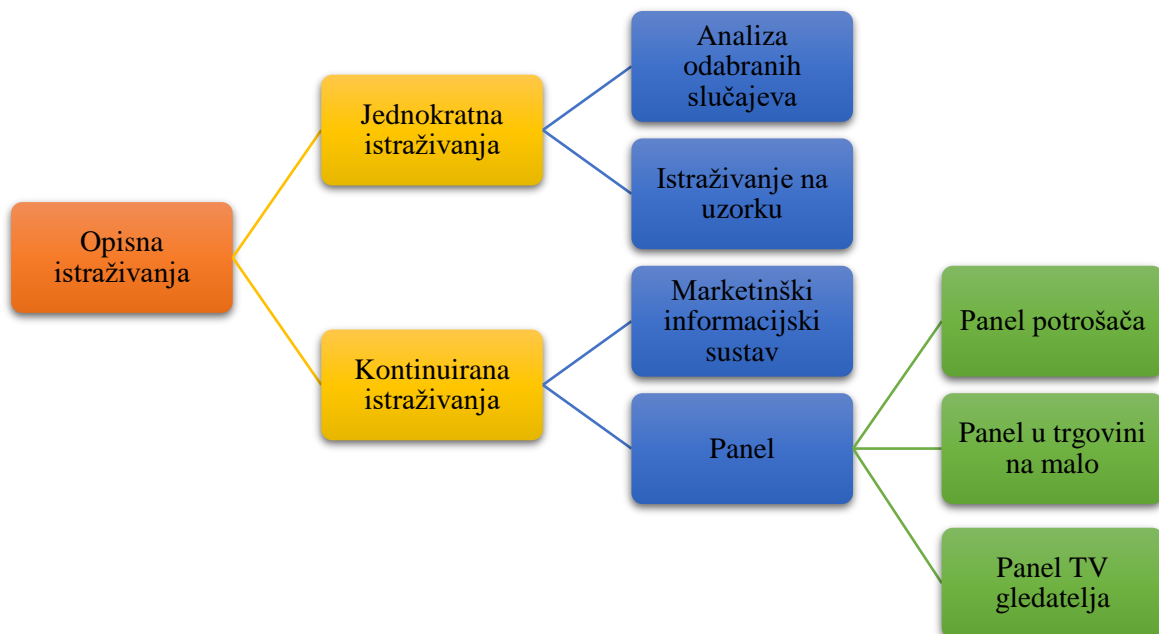 Opisna
istraživanja
Jednokratna
istraživanja
Analiza
odabranih
slučajeva
Istraživanje na
uzorku
Kontinuirana
istraživanja
Marketinški
informacijski
sustav
Panel
Panel potrošača
Panel u trgovini
na malo
Panel TV
gledatelja